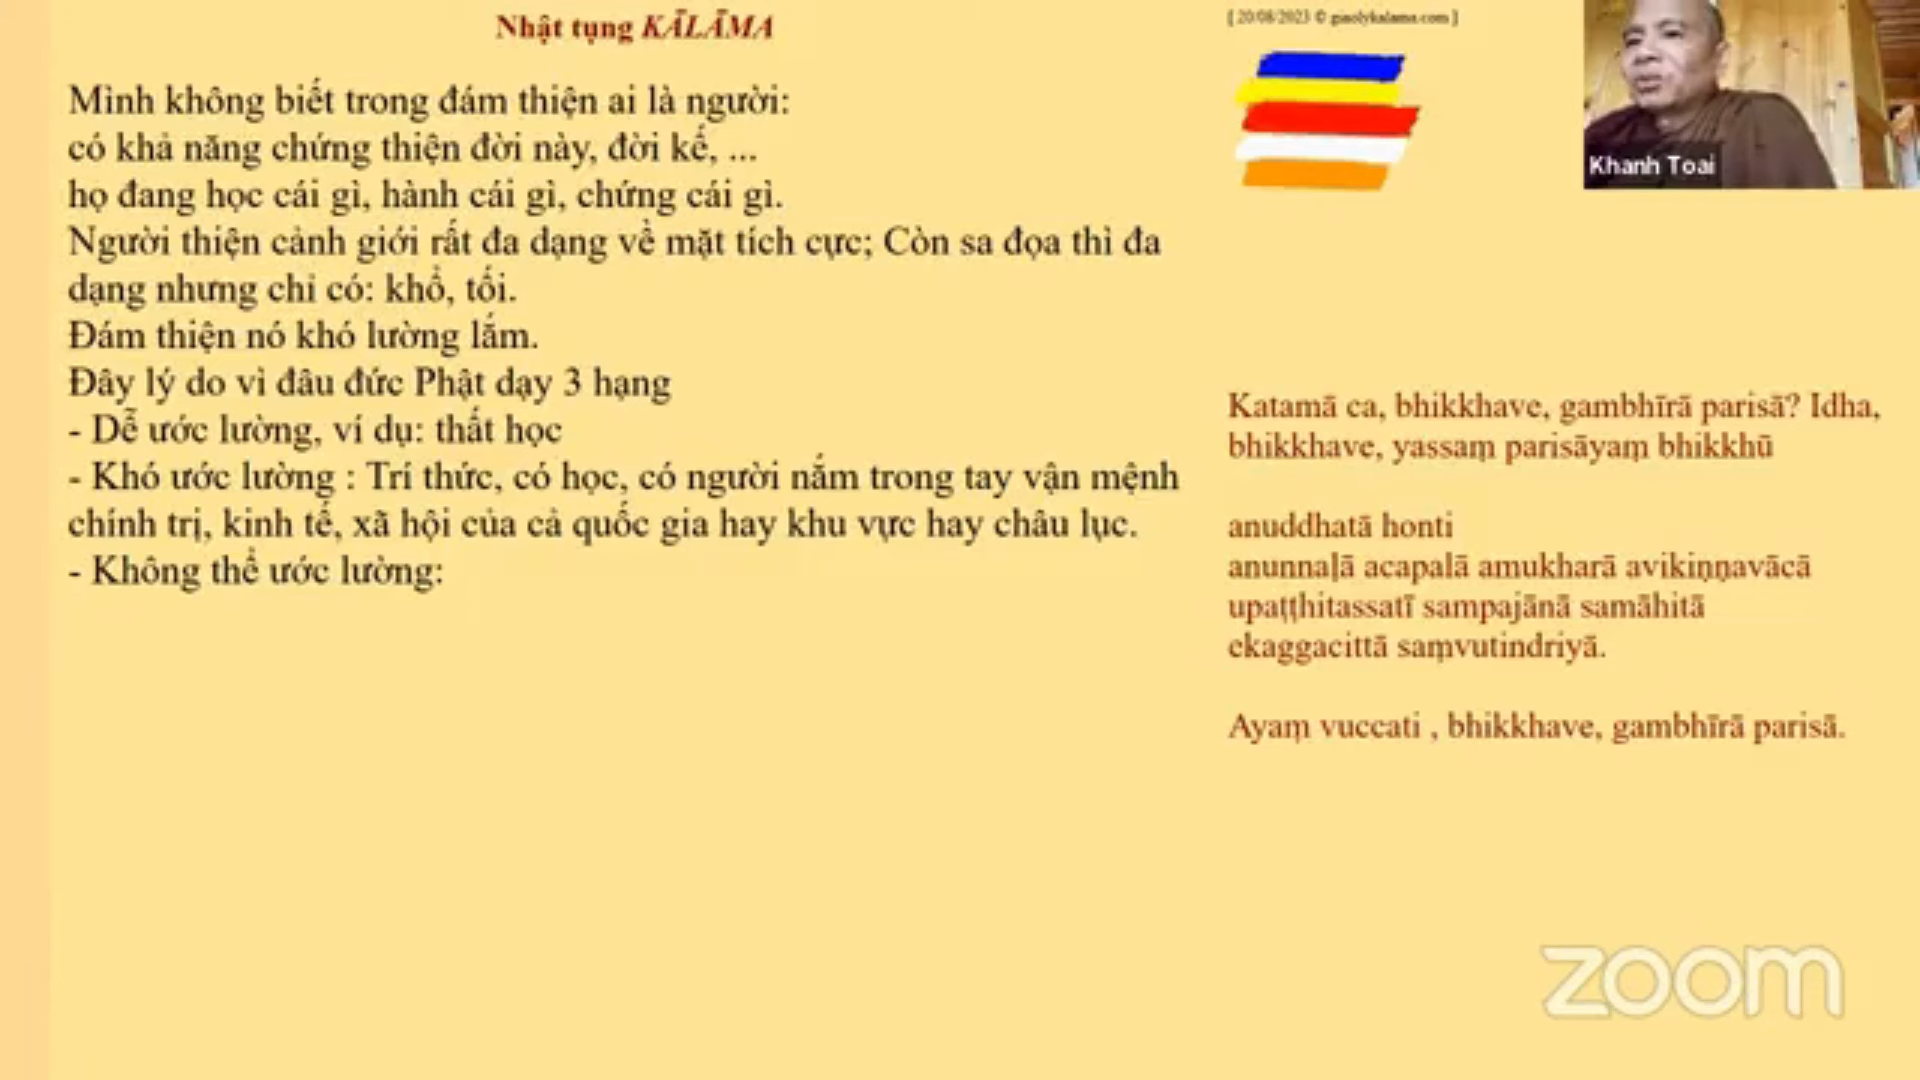 Nhật tụng KĀLĀMA
[ 20/08/2023 © giaolykalama.com ]
Mình không biết trong đám thiện ai là người:
có khả năng chứng thiện đời này, đời kế, ...
họ đang học cái gì, hành cái gì, chứng cái gì.
Người thiện cảnh giới rất đa dạng về mặt tích cực; Còn sa đọa thì đa
dạng nhưng chỉ có: khổ, tối.
Đám thiện nó khó lường lắm.
Đây lý do vì đâu đức Phật dạy 3 hạng
- Dễ ước lường, ví dụ: thất học
- Khó ước lường : Trí thức, có học, có người nắm trong tay vận mệnh
chính trị, kinh tế, xã hội của cả quốc gia hay khu vực hay châu lục.
- Không thể ước lường:
Khanh Toai
Katamā ca, bhikkhave, gambhīrā parisā? Idha,
bhikkhave, yassaṃ parisāyaṃ bhikkhū
anuddhatā honti
anunnaḷā acapalā amukharā avikiṇṇavācā
upaṭṭhitassatī sampajānā samāhitā
ekaggacittā saṃvutindriyā.
Ayaṃ vuccati , bhikkhave, gambhīrā parisā.
zoom